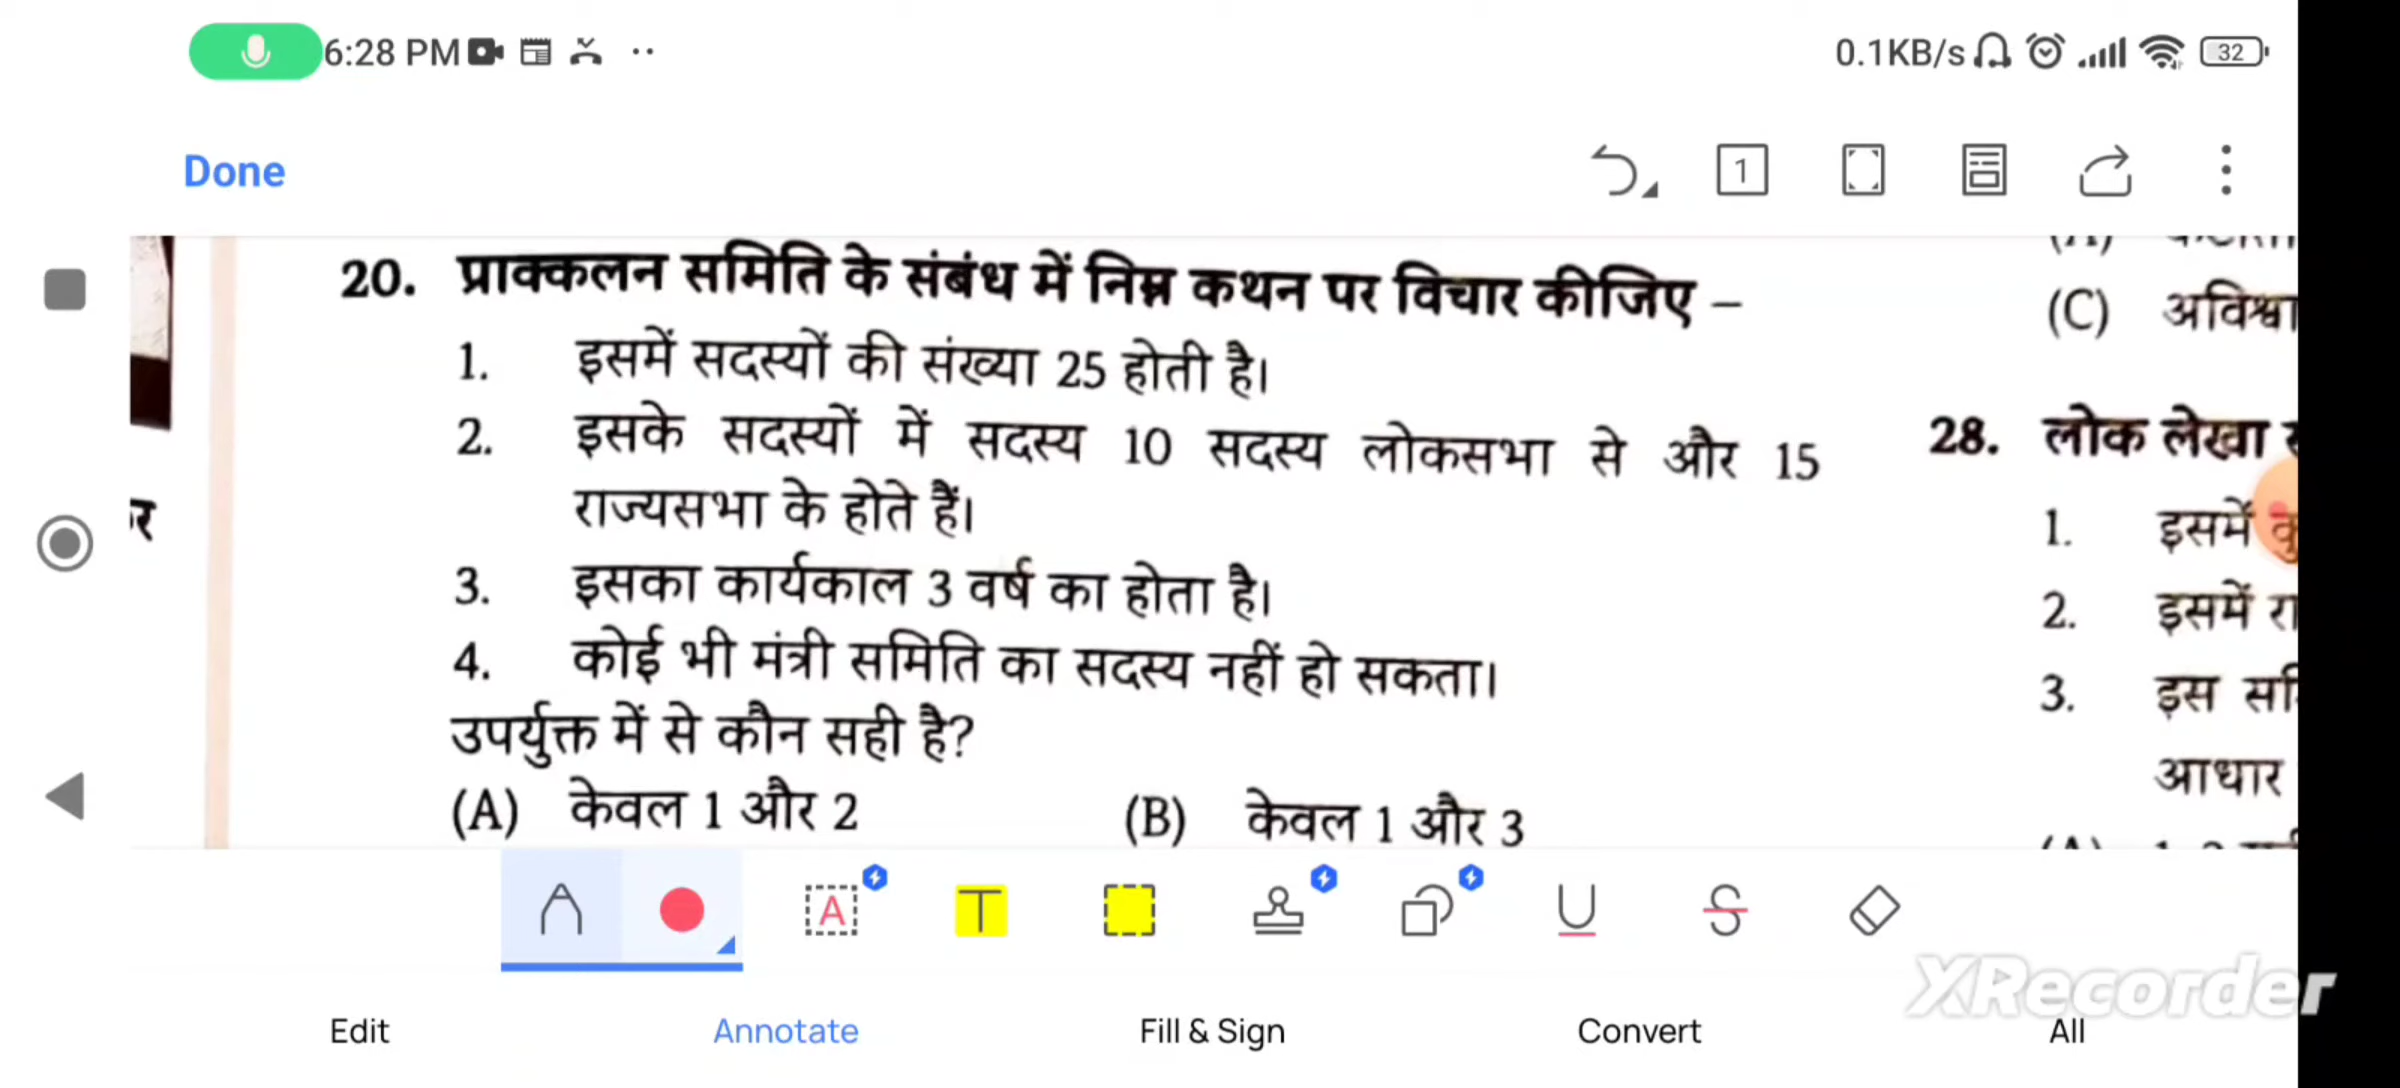 6:28 PM
0.1KB/s
32
Done
1
20. प्राक्कलन समिति के संबंध में निम्न कथन पर विचार कीजिए –
1. इसमें सदस्यों की संख्या 25 होती है।
2. इसके सदस्यों में सदस्य 10 सदस्य लोकसभा से और 15
राज्यसभा के होते हैं।
3. इसका कार्यकाल 3 वर्ष का होता है।
4. कोई भी मंत्री समिति का सदस्य नहीं हो सकता।
उपर्युक्त में से कौन सही है?
(A) केवल 1 और 2 (B) केवल 1 और 3
(C)
28. लोक लेखा
1. इसमें
2. इसमें
3. इस
आधार
A T U S
Edit Annotate Fill & Sign Convert All
XRecorder